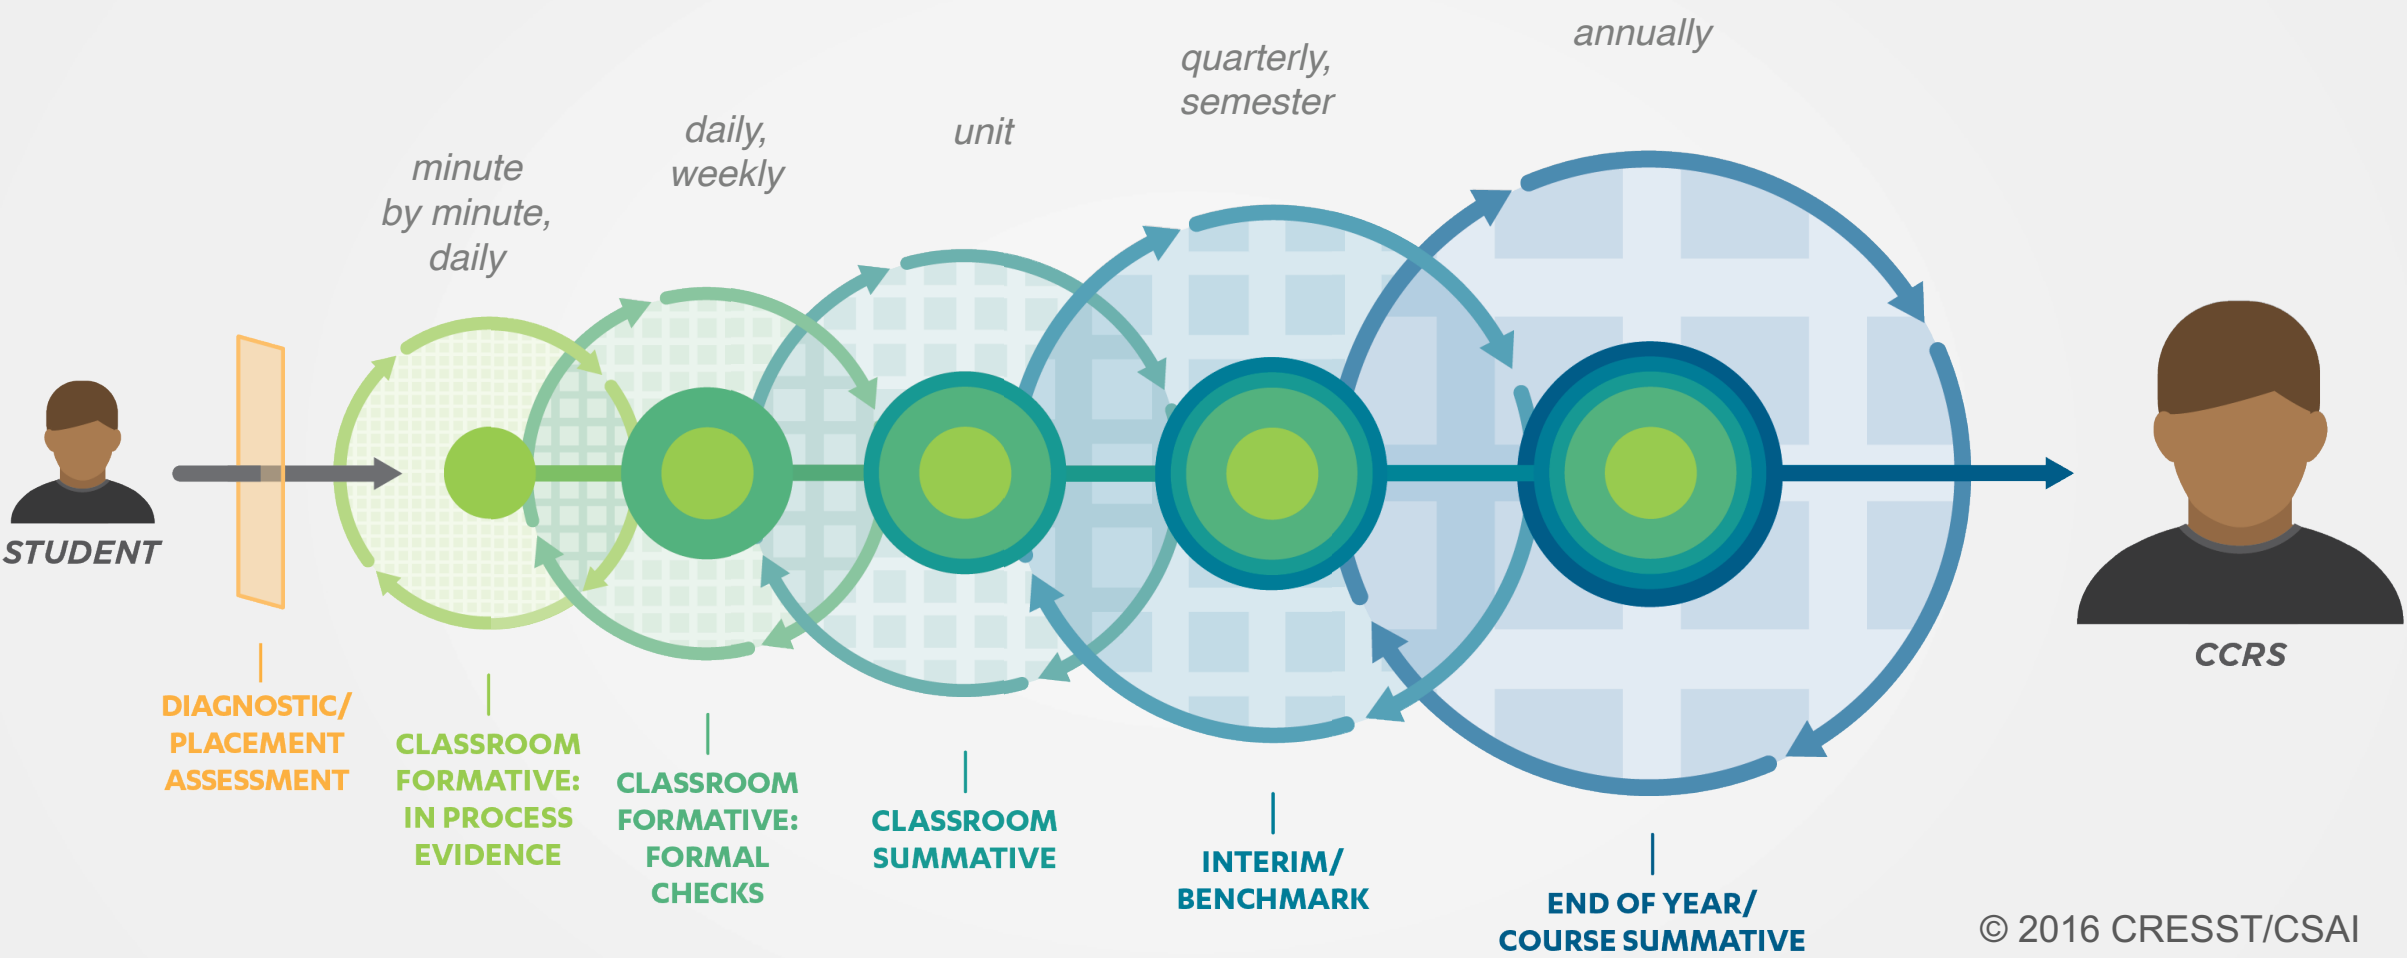 minute
by minute,
daily
daily,
weekly
unit
quarterly,
semester
annually
STUDENT
CCRS
DIAGNOSTIC/
PLACEMENT
ASSESSMENT
CLASSROOM
FORMATIVE:
IN PROCESS
EVIDENCE
CLASSROOM
FORMATIVE:
FORMAL
CHECKS
CLASSROOM
SUMMATIVE
INTERIM/
BENCHMARK
END OF YEAR/
COURSE SUMMATIVE
© 2016 CRESST/CSAI